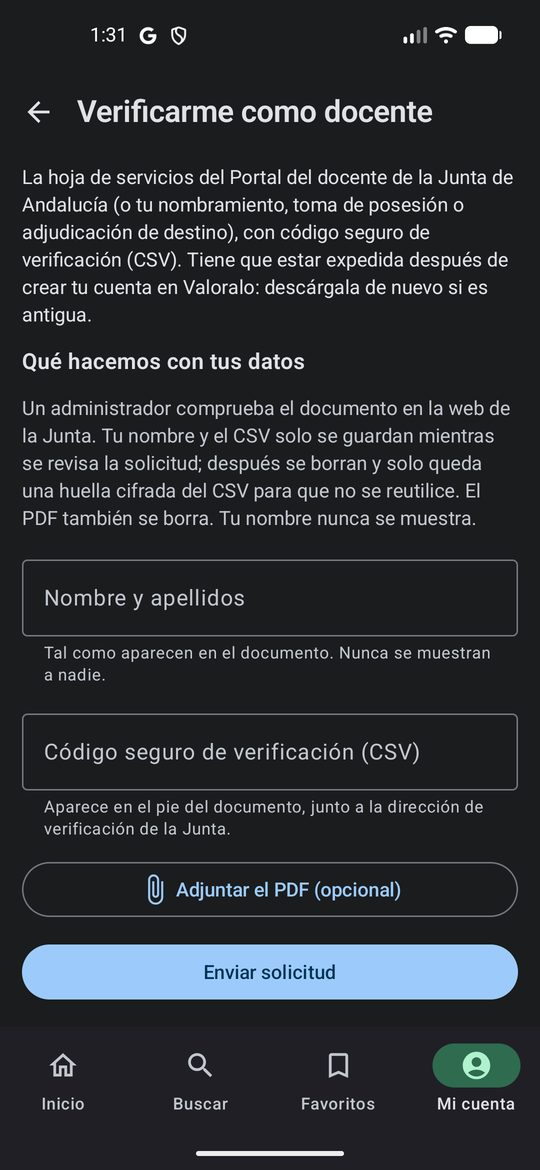 1:31
Verificarme como docente
La hoja de servicios del Portal del docente de la Junta de
Andalucía (o tu nombramiento, toma de posesión o
adjudicación de destino), con código seguro de
verificación (CSV). Tiene que estar expedida después de
crear tu cuenta en Valoralo: descárgala de nuevo si es
antigua.
Qué hacemos con tus datos
Un administrador comprueba el documento en la web de
la Junta. Tu nombre y el CSV solo se guardan mientras
se revisa la solicitud; después se borran y solo queda
una huella cifrada del CSV para que no se reutilice. El
PDF también se borra. Tu nombre nunca se muestra.
Nombre y apellidos
Tal como aparecen en el documento. Nunca se muestran
a nadie.
Código seguro de verificación (CSV)
Aparece en el pie del documento, junto a la dirección de
verificación de la Junta.
Adjuntar el PDF (opcional)
Enviar solicitud
Inicio
Buscar
Favoritos
Mi cuenta